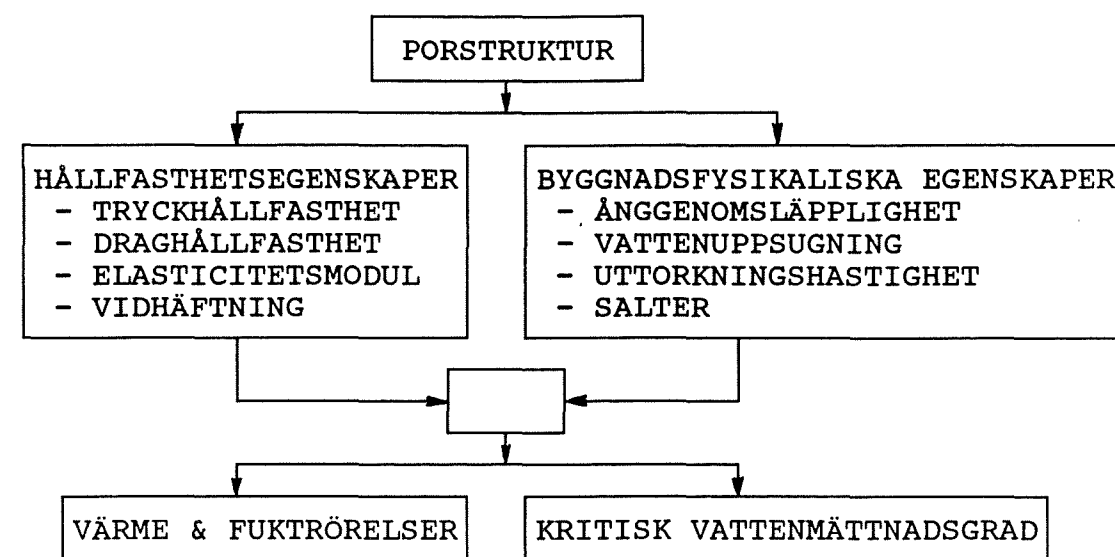 PORSTRUKTUR
HÅLLFASTHETSEGENSKAPER
- TRYCKHÅLLFASTHET
- DRAGHÅLLFASTHET
- ELASTICITETSMODUL
- VIDHÄFTNING
BYGGNADSFYSIKALISKA EGENSKAPER
- ÅNGGENOMSLÄPPLIGHET
- VATTENUPPSUGNING
- UTTORKNINGSHASTIGHET
- SALTER
VÄRME & FUKTRÖRELSER
KRITISK VATTENMÄTTNADSGRAD